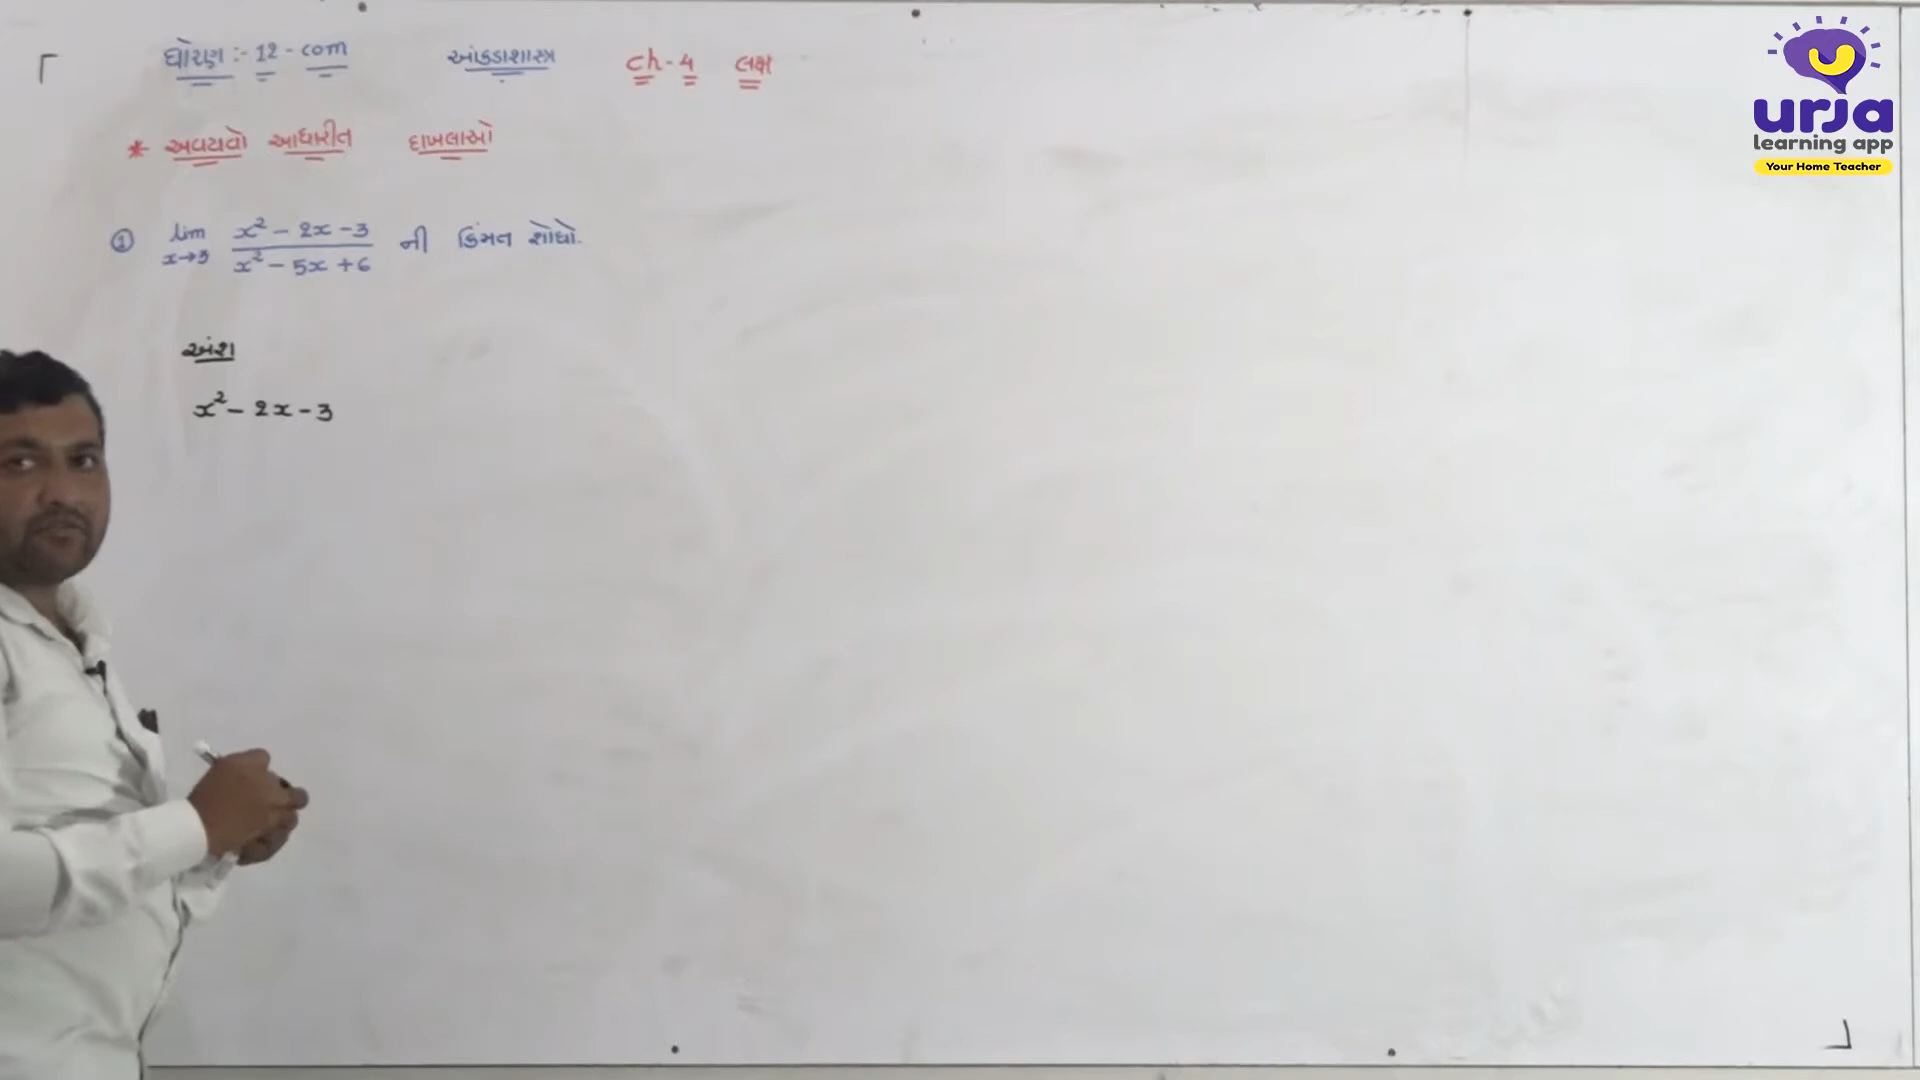 ધોરણ :- 12 - com આંકડાશાસ્ત્ર ch - 4 લક્ષ
* અવયવો આધારીત દાખલાઓ
① lim x→3 (x² - 2x - 3)/(x² - 5x + 6) ની કિંમત શોધો.
અંશ
x² - 2x - 3
urja
learning app
Your Home Teacher